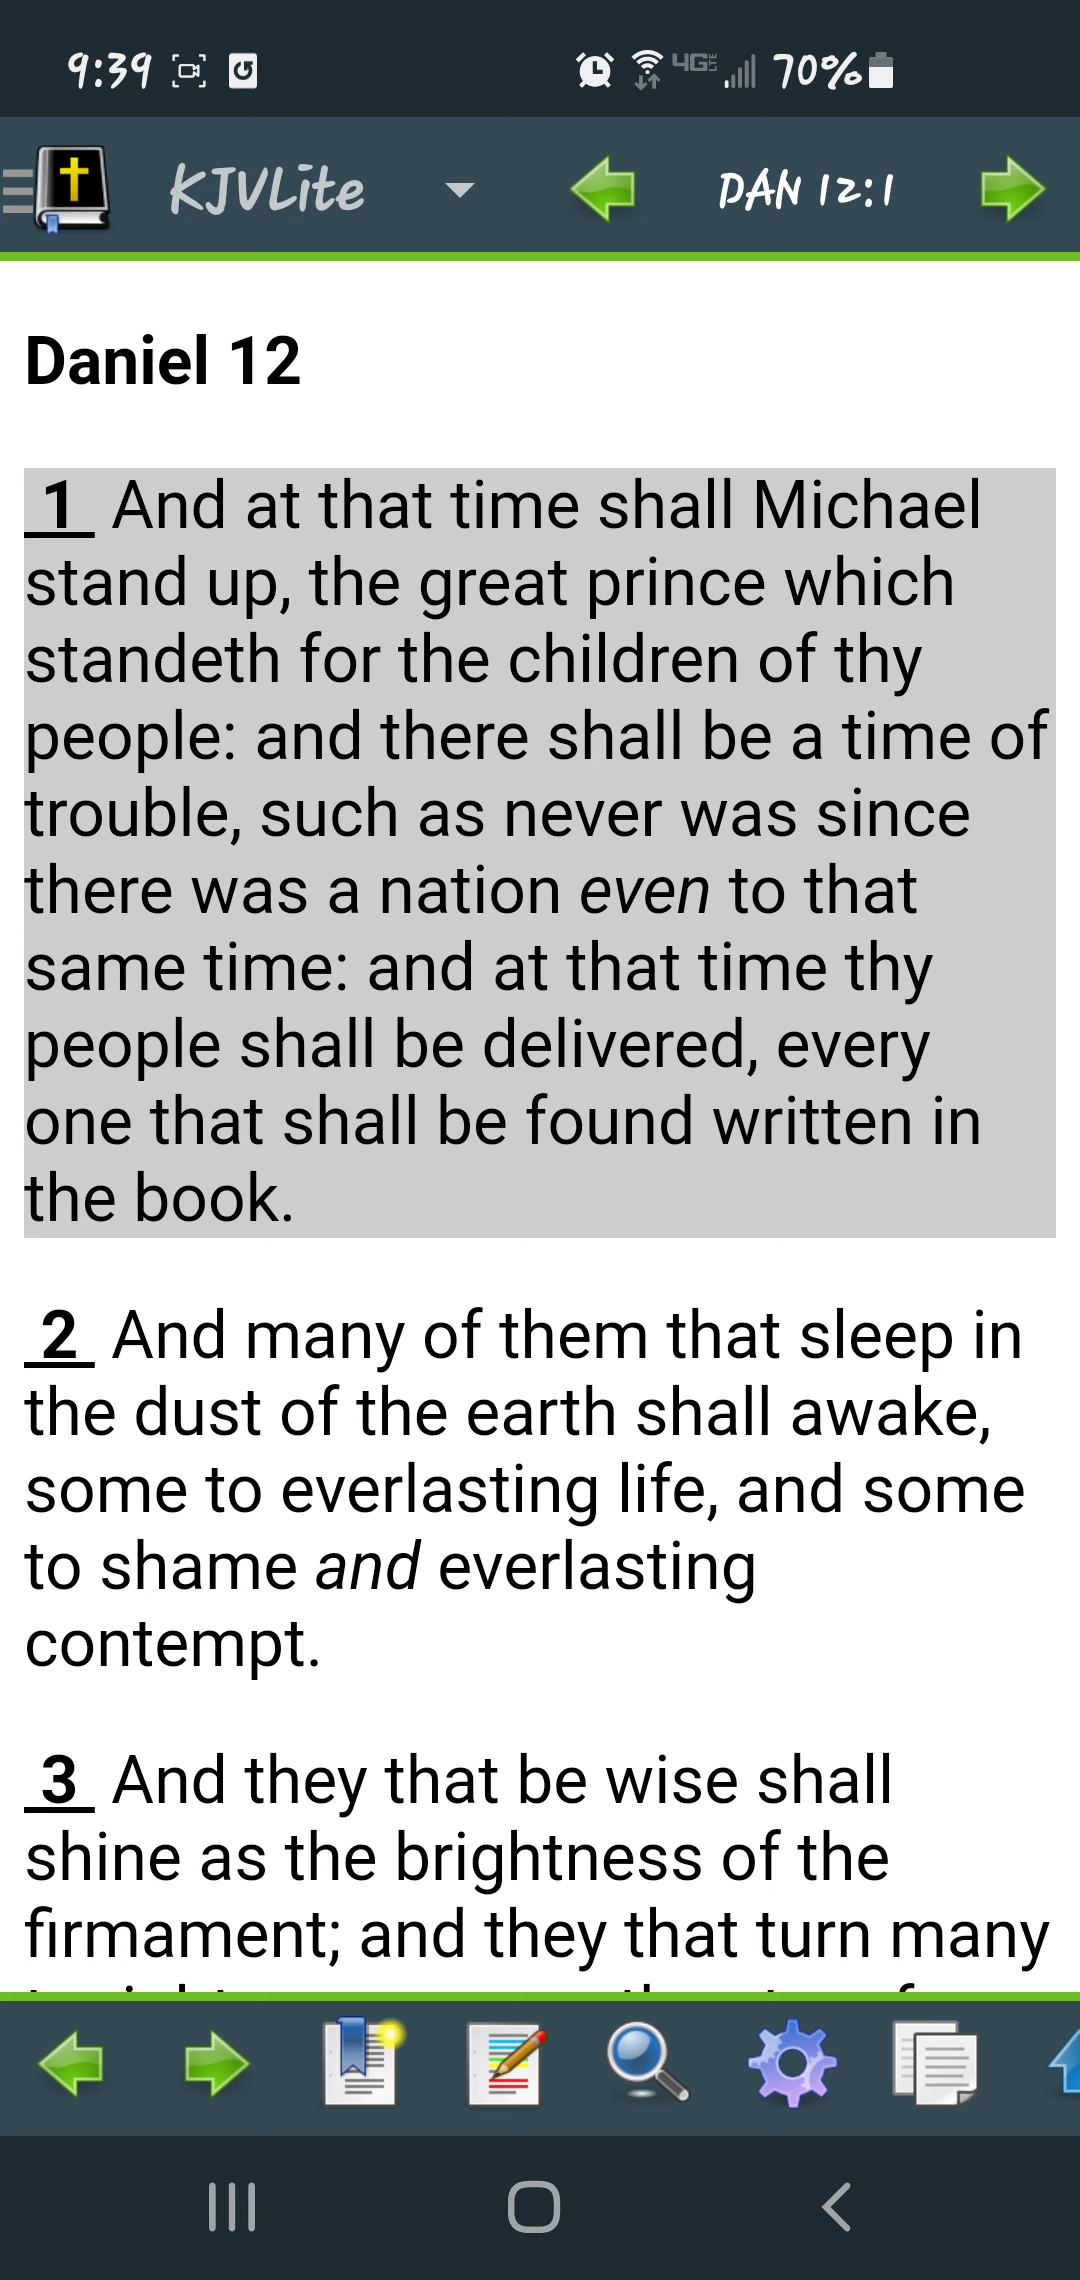 9:39 4G LTE 70%
KJVLite DAN 12:1
Daniel 12
1 And at that time shall Michael
stand up, the great prince which
standeth for the children of thy
people: and there shall be a time of
trouble, such as never was since
there was a nation even to that
same time: and at that time thy
people shall be delivered, every
one that shall be found written in
the book.
2 And many of them that sleep in
the dust of the earth shall awake,
some to everlasting life, and some
to shame and everlasting
contempt.
3 And they that be wise shall
shine as the brightness of the
firmament; and they that turn many